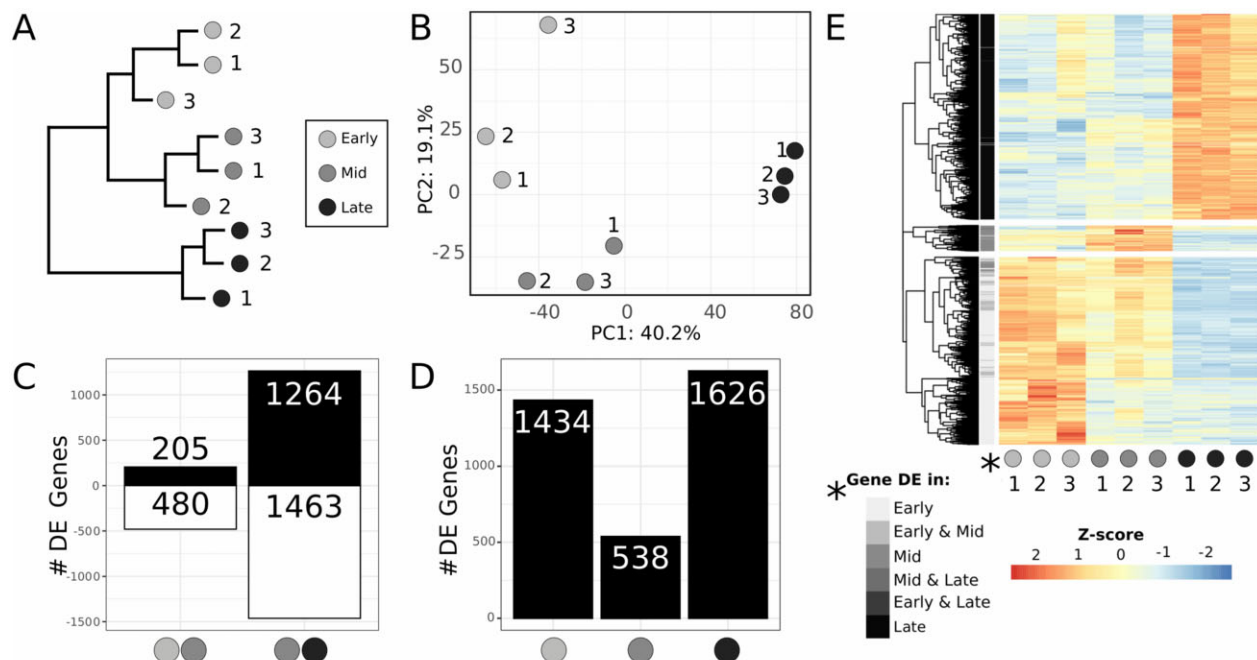 A
2
1
3
3
1
2
3
2
1
Early
Mid
Late
B
PC2: 19.1%
50
25
0
-25
3
2
1
1
2
3
1
2
3
-40
0
40
80
PC1: 40.2%
C
# DE Genes
1000
500
0
-500
-1000
-1500
205
480
1264
1463
D
#DE Genes
1500
1000
500
0
1434
538
1626
E
*
1 2 3 1 2 3 1 2 3
*Gene DE in:
Early
Early & Mid
Mid
Mid & Late
Early & Late
Late
Z-score
2 1 0 -1 -2